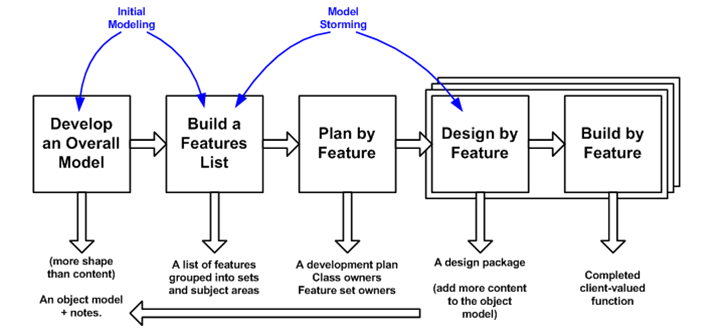 Initial
Modeling
Model
Storming
Develop
an Overall
Model
Build a
Features
List
Plan by
Feature
Design by
Feature
Build by
Feature
(more shape
than content)
An object model
+ notes.
A list of features
grouped into sets
and subject areas
A development plan
Class owners
Feature set owners
A design package
(add more content
to the object
model)
Completed
client-valued
function